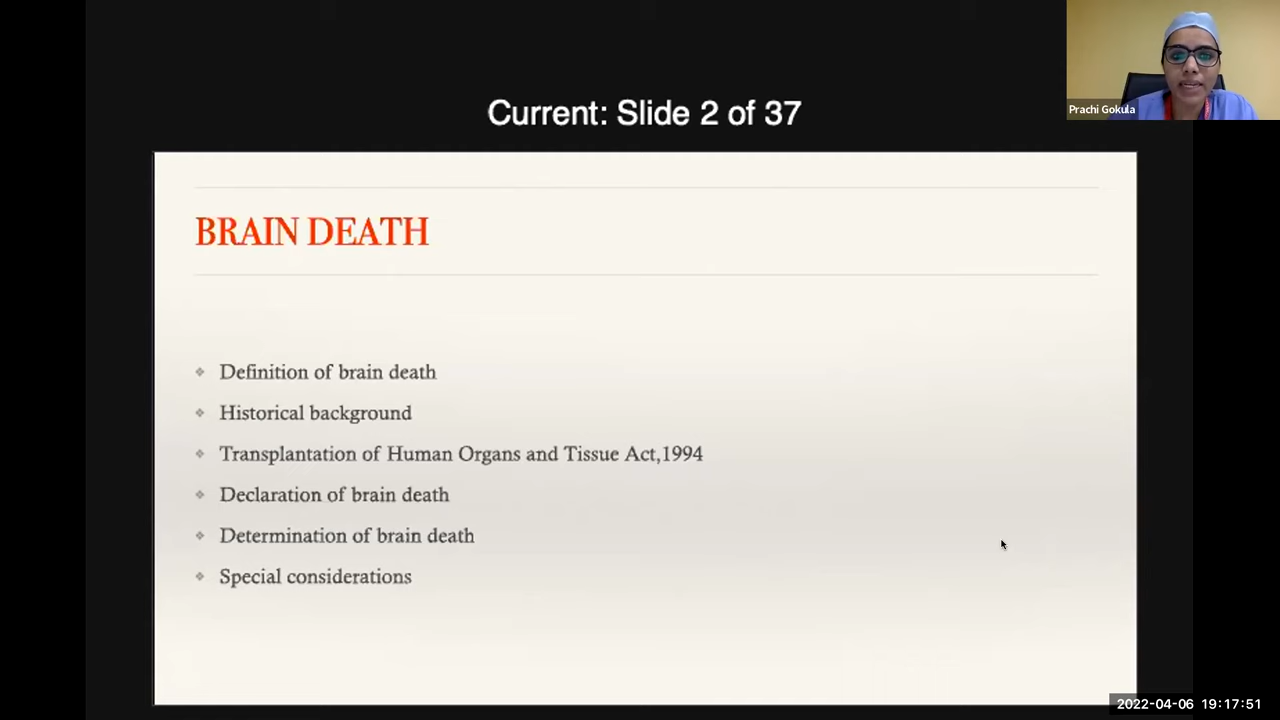 Prachi Gokula
Current: Slide 2 of 37
BRAIN DEATH
Definition of brain death
Historical background
Transplantation of Human Organs and Tissue Act,1994
Declaration of brain death
Determination of brain death
Special considerations
2022-04-06 19:17:51